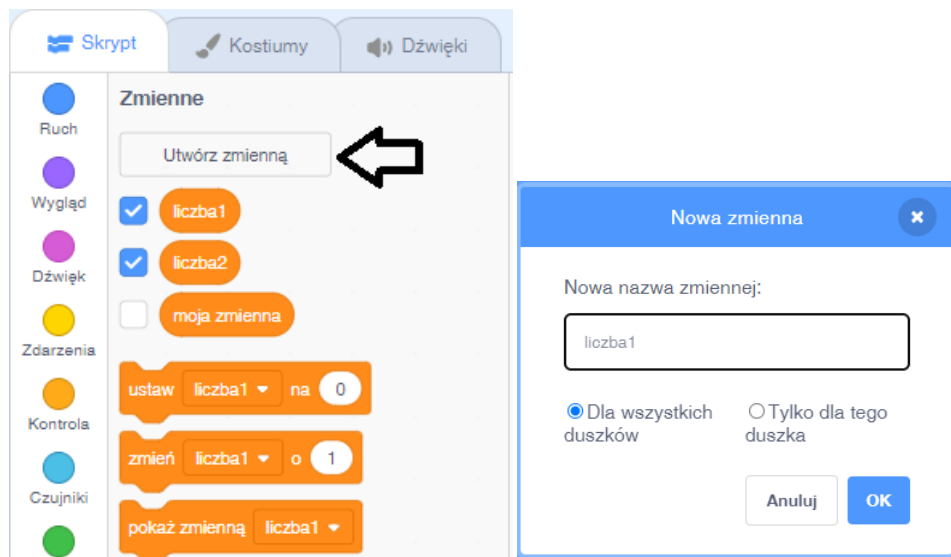 Skrypt
Kostiumy
Dźwięki
Ruch
Wygląd
Dźwięk
Zdarzenia
Kontrola
Czujniki
Zmienne
Utwórz zmienną
liczba1
liczba2
moja zmienna
ustaw liczba1 na 0
zmień liczba1 o 1
pokaż zmienną liczba1
Nowa zmienna
Nowa nazwa zmiennej:
liczba1
Dla wszystkich
duszków
Tylko dla tego
duszka
Anuluj
OK